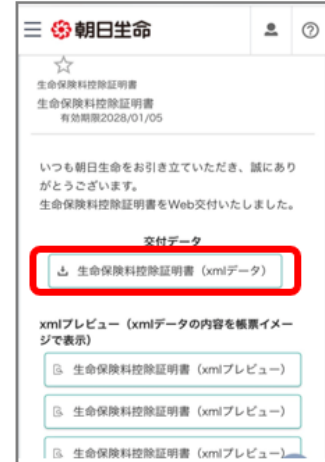 朝日生命
生命保険料控除証明書
生命保険料控除証明書
有効期限2028/01/05
いつも朝日生命をお引き立ていただき、誠にあり
がとうございます。
生命保険料控除証明書をWeb交付いたしました。
交付データ
生命保険料控除証明書（xmlデータ）
xmlプレビュー（xmlデータの内容を帳票イメー
ジで表示）
生命保険料控除証明書（xmlプレビュー）
生命保険料控除証明書（xmlプレビュー）
生命保険料控除証明書（xmlプレビュー）